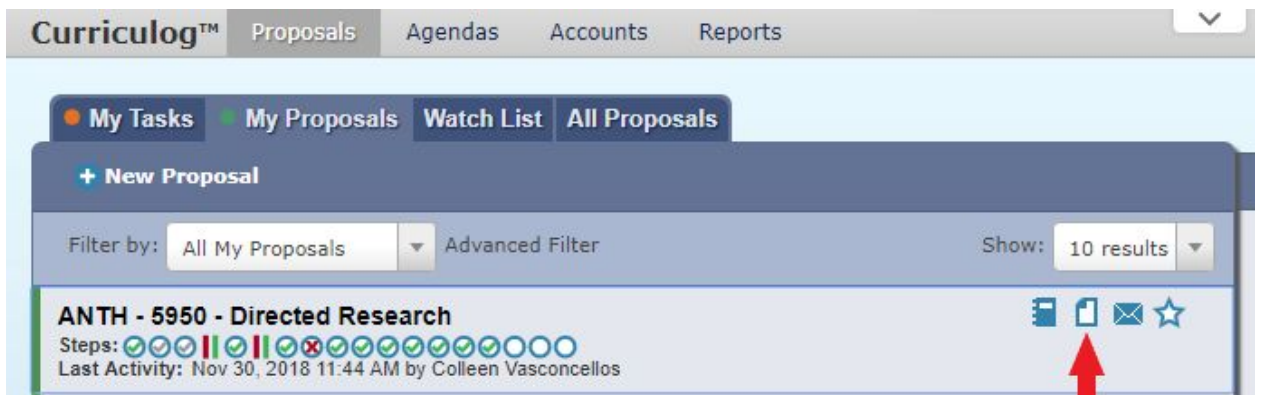 Curriculog™ Proposals Agendas Accounts Reports
My Tasks My Proposals Watch List All Proposals
New Proposal
Filter by: All My Proposals Advanced Filter Show: 10 results
ANTH - 5950 - Directed Research
Steps:
Last Activity: Nov 30, 2018 11:44 AM by Colleen Vasconcellos